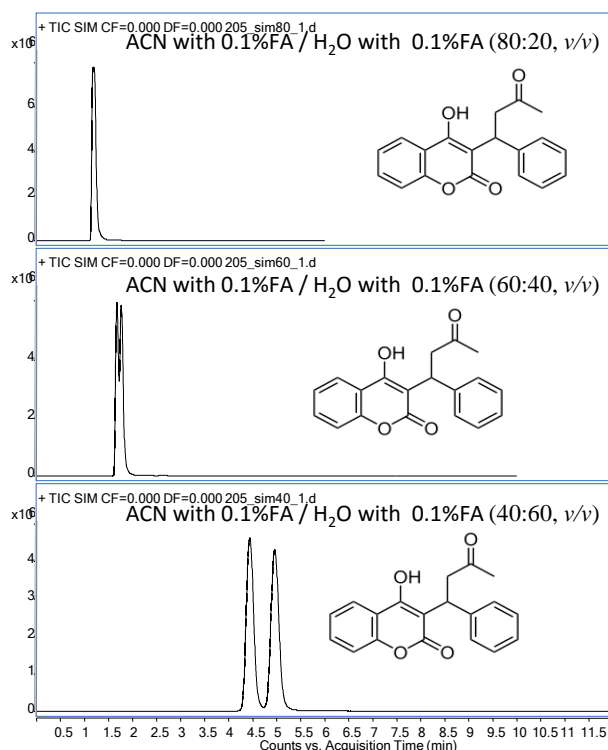 + TIC SIM CF=0.000 DF=0.000 205_sim80_1.d
x10
6
ACN with 0.1%FA / H2O with 0.1%FA (80:20, v/v)
6
4
2
0
OH
O
O
O
+ TIC SIM CF=0.000 DF=0.000 205_sim60_1.d
x10
6
ACN with 0.1%FA / H2O with 0.1%FA (60:40, v/v)
4
2
0
O
OH
O
O
+ TIC SIM CF=0.000 DF=0.000 205_sim40_1.d
x10
6
ACN with 0.1%FA / H2O with 0.1%FA (40:60, v/v)
4
3
2
1
0
O
OH
O
O
0.5 1 1.5 2 2.5 3 3.5 4 4.5 5 5.5 6 6.5 7 7.5 8 8.5 9 9.5 10 10.5 11 11.5
Counts vs. Acquisition Time (min)